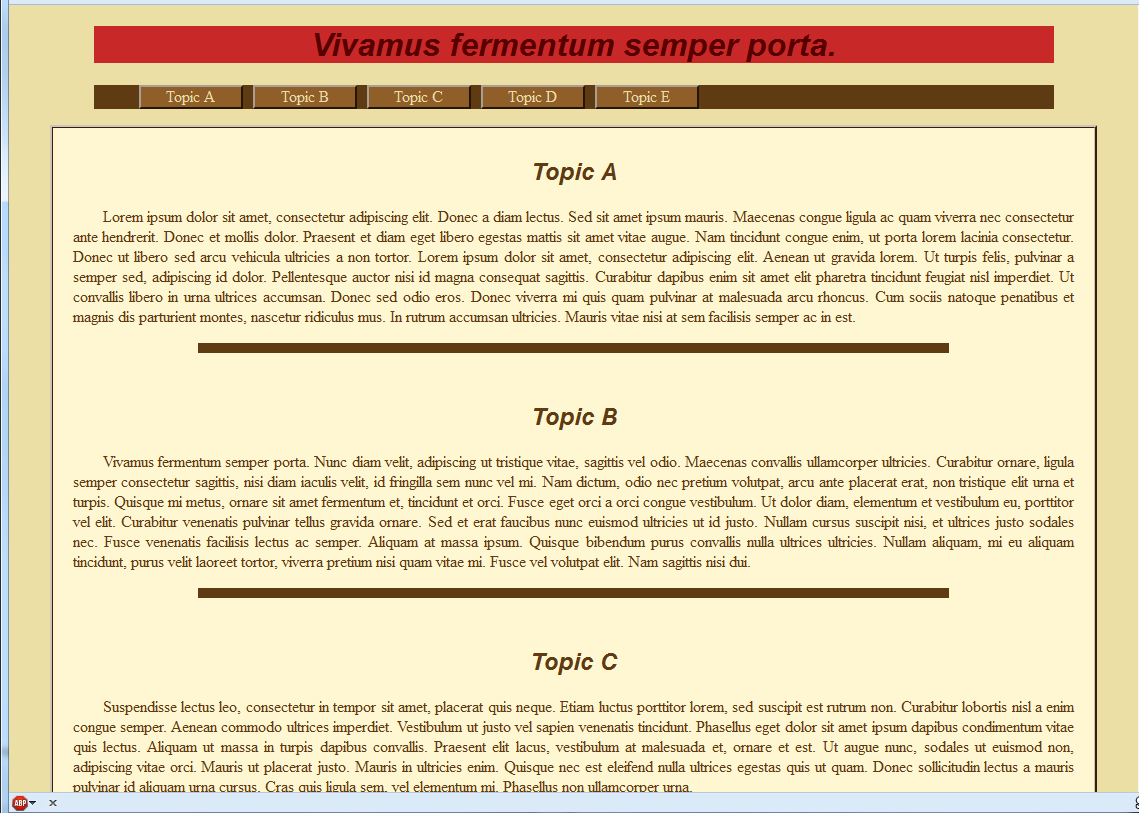 Vivamus fermentum semper porta.
Topic A Topic B Topic C Topic D Topic E
Topic A
Lorem ipsum dolor sit amet, consectetur adipiscing elit. Donec a diam lectus. Sed sit amet ipsum mauris. Maecenas congue ligula ac quam viverra nec consectetur
ante hendrerit. Donec et mollis dolor. Praesent et diam eget libero egestas mattis sit amet vitae augue. Nam tincidunt congue enim, ut porta lorem lacinia consectetur.
Donec ut libero sed arcu vehicula ultricies a non tortor. Lorem ipsum dolor sit amet, consectetur adipiscing elit. Aenean ut gravida lorem. Ut turpis felis, pulvinar a
semper sed, adipiscing id dolor. Pellentesque auctor nisi id magna consequat sagittis. Curabitur dapibus enim sit amet elit pharetra tincidunt feugiat nisl imperdiet. Ut
convallis libero in urna ultrices accumsan. Donec sed odio eros. Donec viverra mi quis quam pulvinar at malesuada arcu rhoncus. Cum sociis natoque penatibus et
magnis dis parturient montes, nascetur ridiculus mus. In rutrum accumsan ultricies. Mauris vitae nisi at sem facilisis semper ac in est.
Topic B
Vivamus fermentum semper porta. Nunc diam velit, adipiscing ut tristique vitae, sagittis vel odio. Maecenas convallis ullamcorper ultricies. Curabitur ornare, ligula
semper consectetur sagittis, nisi diam iaculis velit, id fringilla sem nunc vel mi. Nam dictum, odio nec pretium volutpat, arcu ante placerat erat, non tristique elit urna et
turpis. Quisque mi metus, ornare sit amet fermentum et, tincidunt et orci. Fusce eget orci a orci congue vestibulum. Ut dolor diam, elementum et vestibulum eu, porttitor
vel elit. Curabitur venenatis pulvinar tellus gravida ornare. Sed et erat faucibus nunc euismod ultricies ut id justo. Nullam cursus suscipit nisi, et ultrices justo sodales
nec. Fusce venenatis facilisis lectus ac semper. Aliquam at massa ipsum. Quisque bibendum purus convallis nulla ultrices ultricies. Nullam aliquam, mi eu aliquam
tincidunt, purus velit laoreet tortor, viverra pretium nisi quam vitae mi. Fusce vel volutpat elit. Nam sagittis nisi dui.
Topic C
Suspendisse lectus leo, consectetur in tempor sit amet, placerat quis neque. Etiam luctus porttitor lorem, sed suscipit est rutrum non. Curabitur lobortis nisl a enim
congue semper. Aenean commodo ultrices imperdiet. Vestibulum ut justo vel sapien venenatis tincidunt. Phasellus eget dolor sit amet ipsum dapibus condimentum vitae
quis lectus. Aliquam ut massa in turpis dapibus convallis. Praesent elit lacus, vestibulum at malesuada et, ornare et est. Ut augue nunc, sodales ut euismod non,
adipiscing vitae orci. Mauris ut placerat justo. Mauris in ultricies enim. Quisque nec est eleifend nulla ultrices egestas quis ut quam. Donec sollicitudin lectus a mauris
pulvinar id aliquam urna cursus. Cras quis ligula sem, vel elementum mi. Phasellus non ullamcorper urna.
ABP